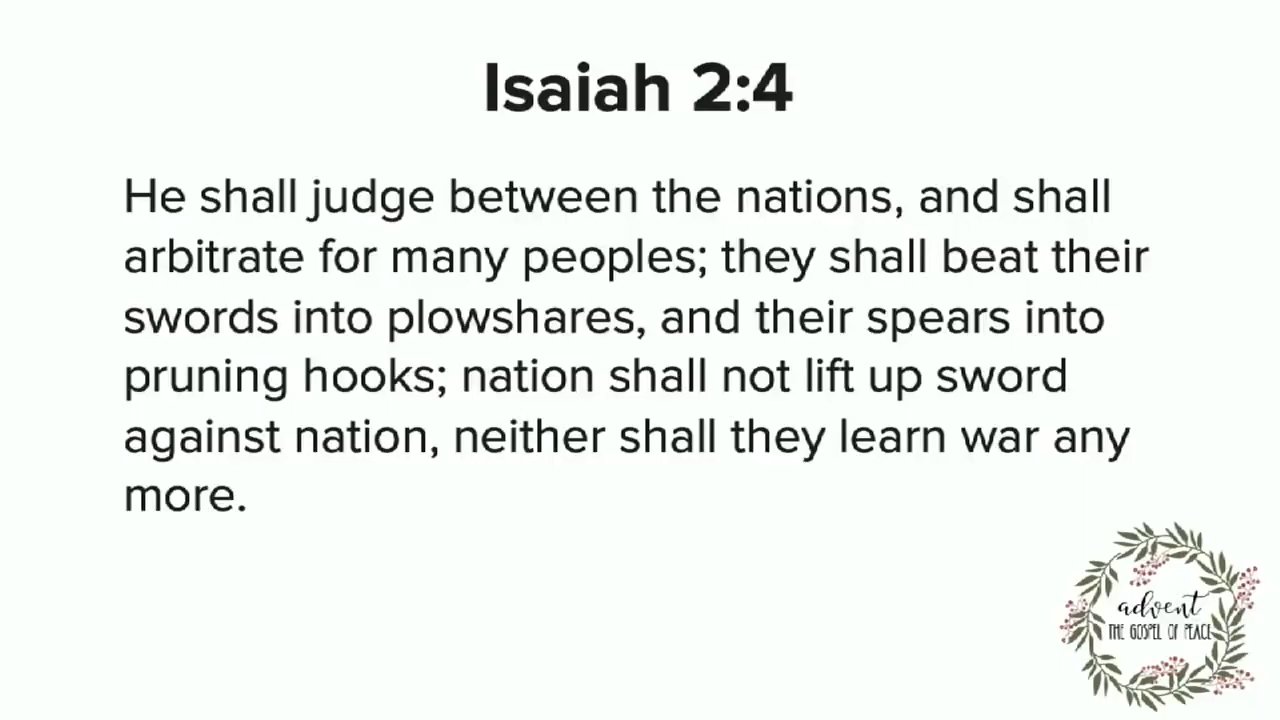 Isaiah 2:4
He shall judge between the nations, and shall
arbitrate for many peoples; they shall beat their
swords into plowshares, and their spears into
pruning hooks; nation shall not lift up sword
against nation, neither shall they learn war any
more.
advent
THE GOSPEL OF PEACE